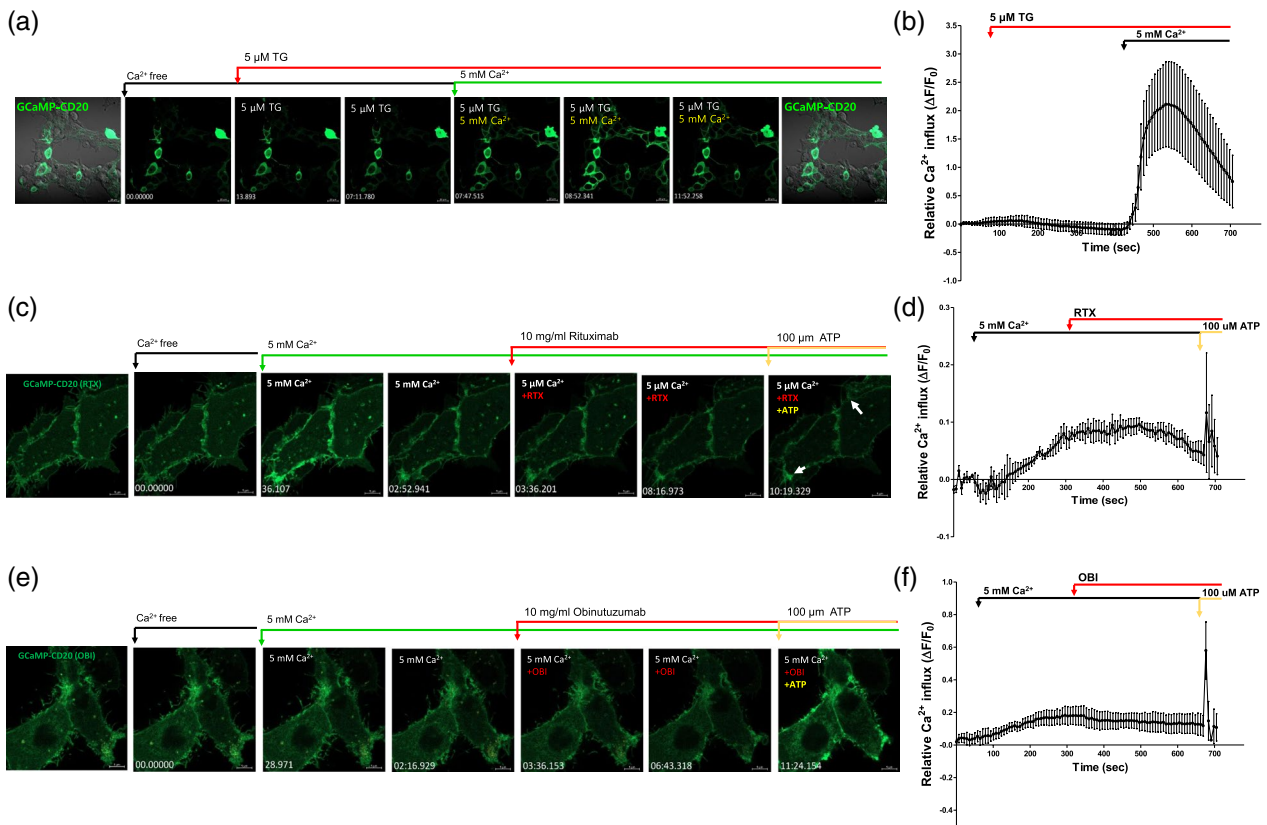 (a)
5 µM TG
Ca²⁺ free
5 mM Ca²⁺
GCaMP-CD20
5 µM TG
5 µM TG
5 µM TG
5 mM Ca²⁺
5 µM TG
5 mM Ca²⁺
5 µM TG
5 mM Ca²⁺
GCaMP-CD20
00.00000
13.893
07:11.780
07:47.515
08:52.341
11:52.258
(b)
5 µM TG
5 mM Ca²⁺
Relative Ca²⁺ influx (ΔF/F₀)
3.5
3.0
2.5
2.0
1.5
1.0
0.5
0.0
-0.5
-1.0
100 200 300 400 500 600 700
Time (sec)
(c)
10 mg/ml Rituximab
100 µm ATP
Ca²⁺ free
5 mM Ca²⁺
GCaMP-CD20 (RTX)
5 mM Ca²⁺
5 mM Ca²⁺
5 µM Ca²⁺
+RTX
5 µM Ca²⁺
+RTX
5 µM Ca²⁺
+RTX
+ATP
00.00000
36.107
02:52.941
03:36.201
08:16.973
10:19.329
(d)
RTX
5 mM Ca²⁺
100 uM ATP
Relative Ca²⁺ influx (ΔF/F₀)
0.3
0.2
0.1
0.0
-0.1
100 200 300 400 500 600 700
Time (sec)
(e)
10 mg/ml Obinutuzumab
100 µm ATP
Ca²⁺ free
5 mM Ca²⁺
GCaMP-CD20 (OBI)
5 mM Ca²⁺
5 mM Ca²⁺
5 mM Ca²⁺
+OBI
5 mM Ca²⁺
+OBI
5 mM Ca²⁺
+OBI
+ATP
00.00000
28.971
02:16.929
03:36.153
06:43.318
11:24.154
(f)
OBI
5 mM Ca²⁺
100 uM ATP
Relative Ca²⁺ influx (ΔF/F₀)
1.0
0.8
0.6
0.4
0.2
0.0
-0.2
-0.4
100 200 300 400 500 600 700
Time (sec)